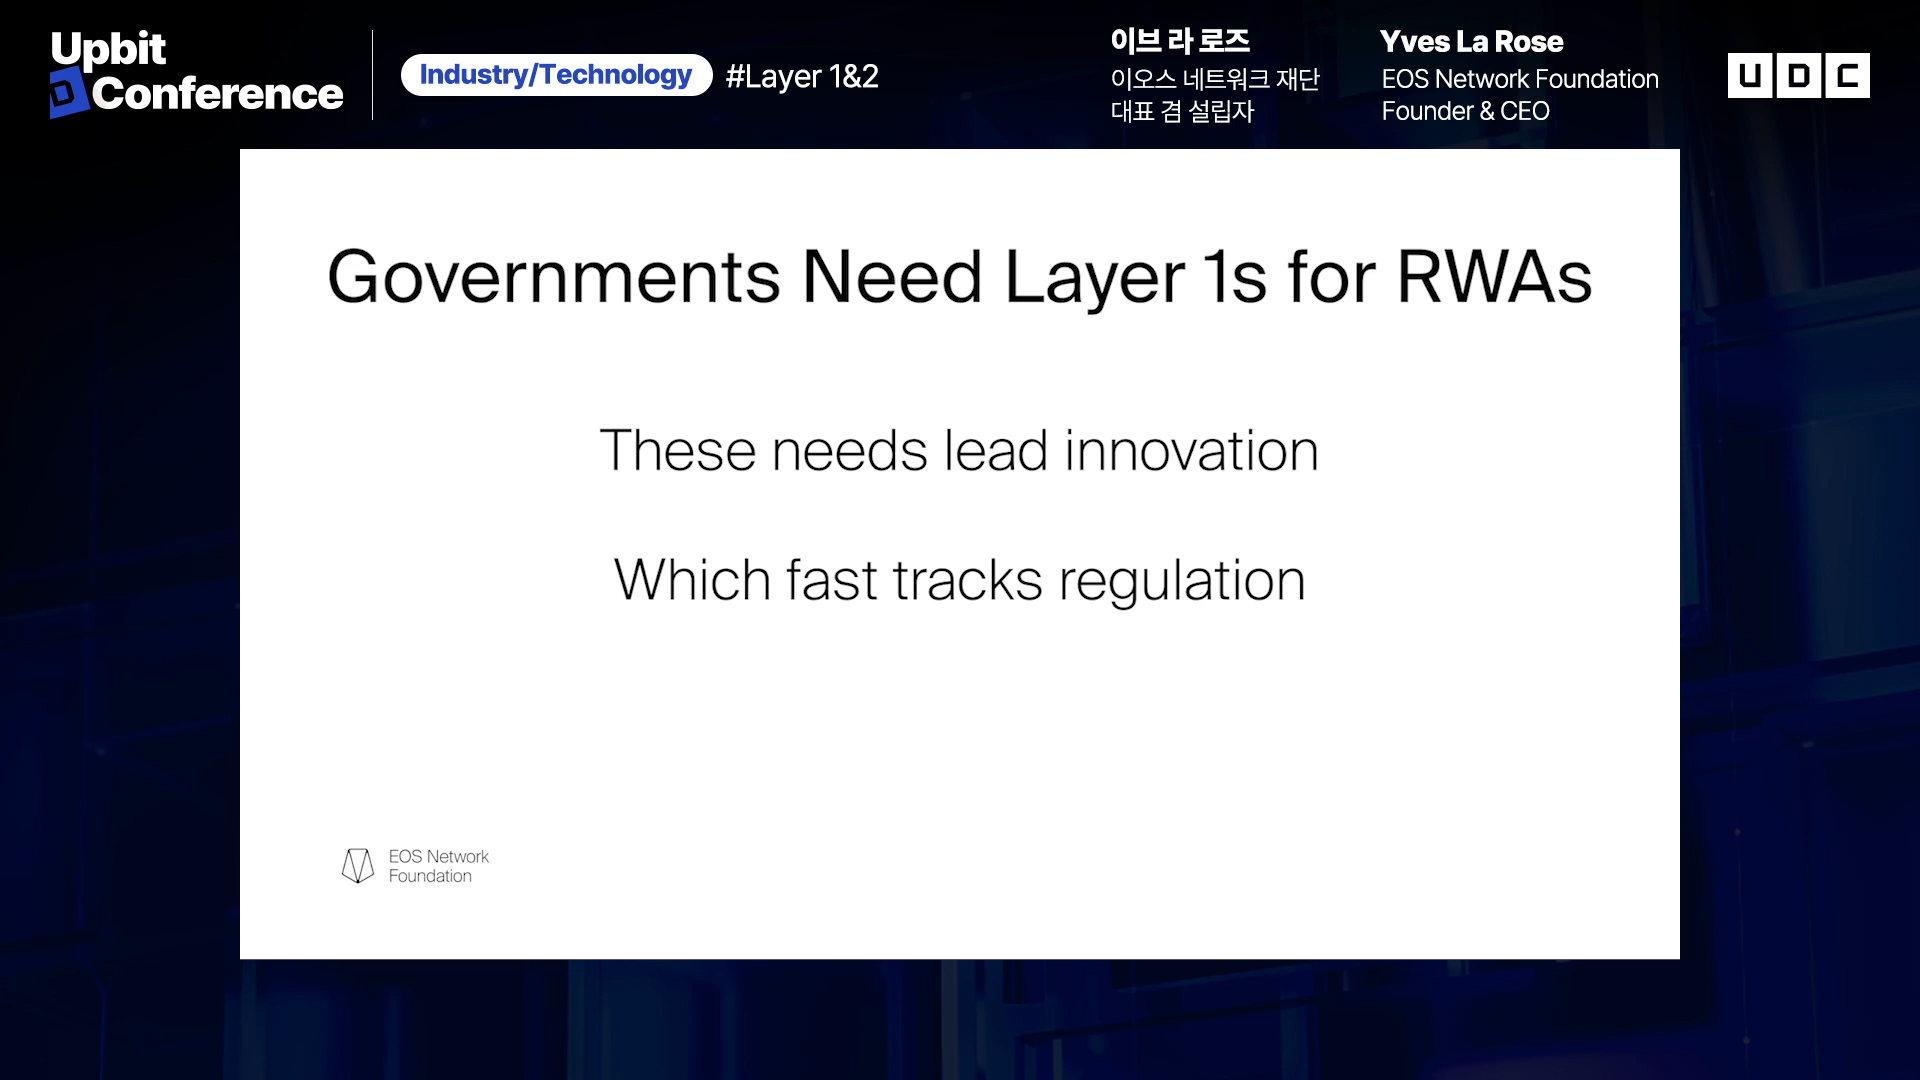 Upbit
D Conference
Industry/Technology
#Layer 1&2
이브 라 로즈
이오스 네트워크 재단
대표 겸 설립자
Yves La Rose
EOS Network Foundation
Founder & CEO
UDC
Governments Need Layer 1s for RWAs
These needs lead innovation
Which fast tracks regulation
EOS Network
Foundation